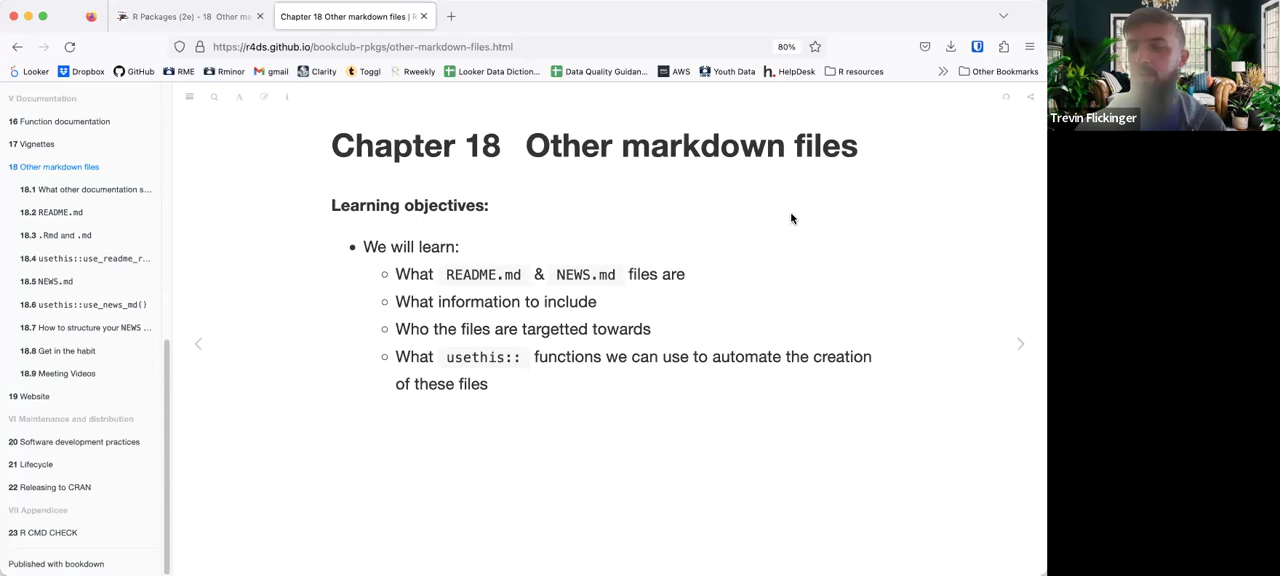 R Packages (2e) - 18 Other ma
Chapter 18 Other markdown files | R
https://r4ds.github.io/bookclub-rpkgs/other-markdown-files.html
80%
Looker Dropbox GitHub RME Rminor gmail Clarity Toggl Rweekly Looker Data Diction... Data Quality Guidan... AWS Youth Data HelpDesk R resources Other Bookmarks
Trevin Flickinger
V Documentation
16 Function documentation
17 Vignettes
18 Other markdown files
18.1 What other documentation s...
18.2 README.md
18.3 .Rmd and .md
18.4 usethis::use_readme_r...
18.5 NEWS.md
18.6 usethis::use_news_md()
18.7 How to structure your NEWS ...
18.8 Get in the habit
18.9 Meeting Videos
19 Website
VI Maintenance and distribution
20 Software development practices
21 Lifecycle
22 Releasing to CRAN
VII Appendices
23 R CMD CHECK
Published with bookdown
Chapter 18 Other markdown files
Learning objectives:
We will learn:
What README.md & NEWS.md files are
What information to include
Who the files are targetted towards
What usethis:: functions we can use to automate the creation
of these files